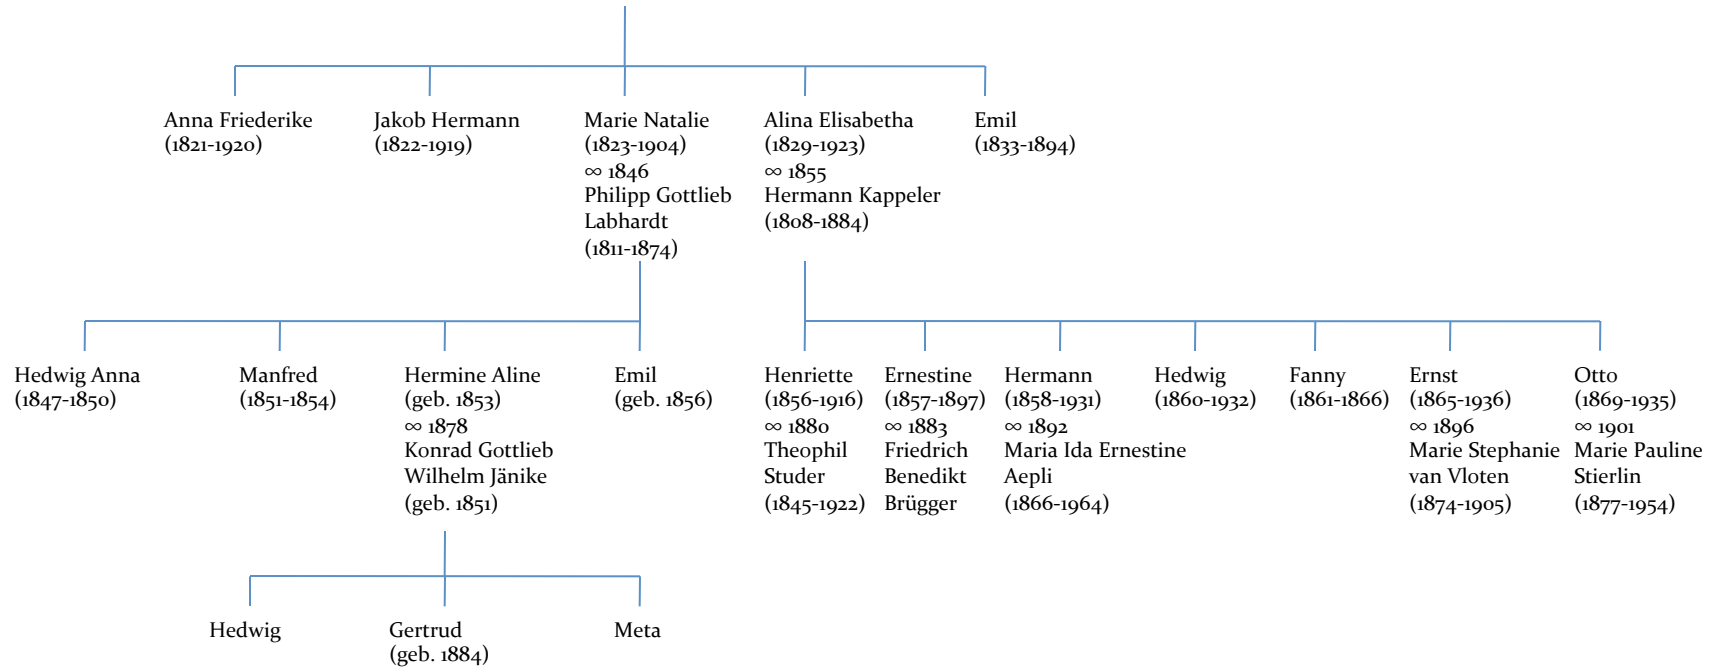 Anna Friederike
(1821-1920)
Jakob Hermann
(1822-1919)
Marie Natalie
(1823-1904)
∞ 1846
Philipp Gottlieb
Labhardt
(1811-1874)
Alina Elisabetha
(1829-1923)
∞ 1855
Hermann Kappeler
(1808-1884)
Emil
(1833-1894)
Hedwig Anna
(1847-1850)
Manfred
(1851-1854)
Hermine Aline
(geb. 1853)
∞ 1878
Konrad Gottlieb
Wilhelm Jänike
(geb. 1851)
Emil
(geb. 1856)
Henriette
(1856-1916)
∞ 1880
Theophil
Studer
(1845-1922)
Ernestine
(1857-1897)
∞ 1883
Friedrich
Benedikt
Brügger
Hermann
(1858-1931)
∞ 1892
Maria Ida Ernestine
Aepli
(1866-1964)
Hedwig
(1860-1932)
Fanny
(1861-1866)
Ernst
(1865-1936)
∞ 1896
Marie Stephanie
van Vloten
(1874-1905)
Otto
(1869-1935)
∞ 1901
Marie Pauline
Stierlin
(1877-1954)
Hedwig
Gertrud
(geb. 1884)
Meta